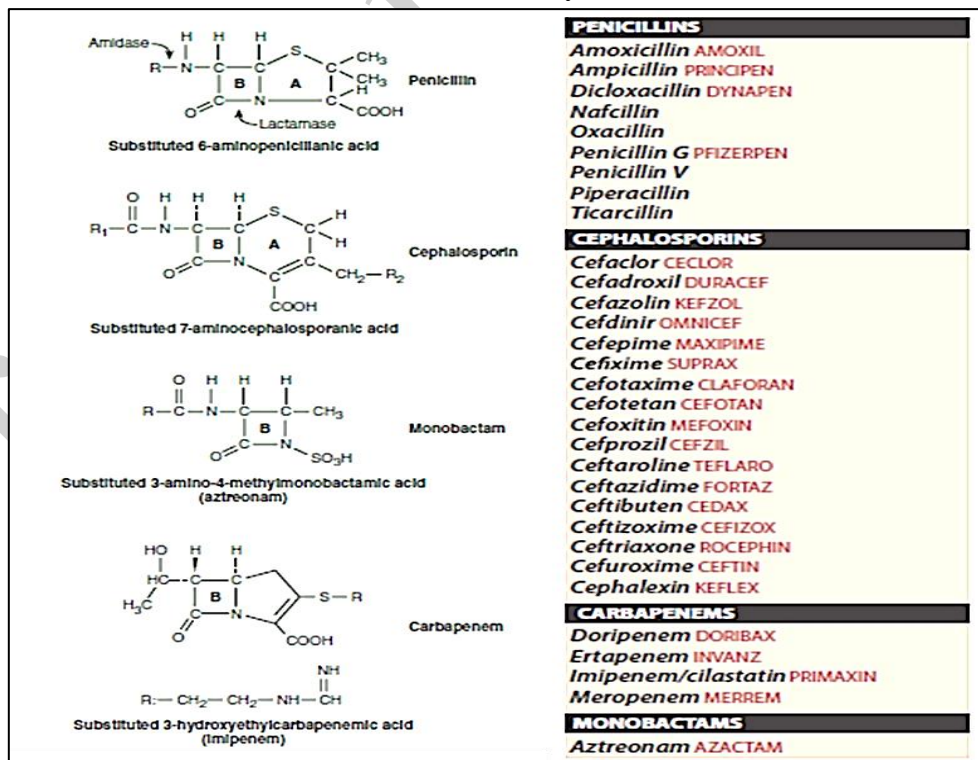 Amidase
H H H
R—N—C—C S CH₃
B A CH₃
H
O C—N COOH
Lactamase
Penicillin
Substituted 6-aminopenicillanic acid
O H H H
R₁—C—N—C—C S H
B A H
O C—N C CH₂—R₂
COOH
Cephalosporin
Substituted 7-aminocephalosporanic acid
O H H H
R—C—N—C—C—CH₃
B
O C—N SO₃H
Monobactam
Substituted 3-amino-4-methylmonobactamic acid
(aztreonam)
HO H H
HC—C—C S—R
H₃C B
O C—N COOH
Carbapenem
NH
R:—CH₂—CH₂—NH—CH
Substituted 3-hydroxyethylcarbapenemic acid
(imipenem)
PENICILLINS
Amoxicillin AMOXIL
Ampicillin PRINCIPEN
Dicloxacillin DYNAPEN
Nafcillin
Oxacillin
Penicillin G PFIZERPEN
Penicillin V
Piperacillin
Ticarcillin
CEPHALOSPORINS
Cefaclor CECLOR
Cefadroxil DURACEF
Cefazolin KEFZOL
Cefdinir OMNICEF
Cefepime MAXIPIME
Cefixime SUPRAX
Cefotaxime CLAFORAN
Cefotetan CEFOTAN
Cefoxitin MEFOXIN
Cefprozil CEFZIL
Ceftaroline TEFLARO
Ceftazidime FORTAZ
Ceftibuten CEDAX
Ceftizoxime CEFIZOX
Ceftriaxone ROCEPHIN
Cefuroxime CEFTIN
Cephalexin KEFLEX
CARBAPENEMS
Doripenem DORIBAX
Ertapenem INVANZ
Imipenem/cilastatin PRIMAXIN
Meropenem MERREM
MONOBACTAMS
Aztreonam AZACTAM